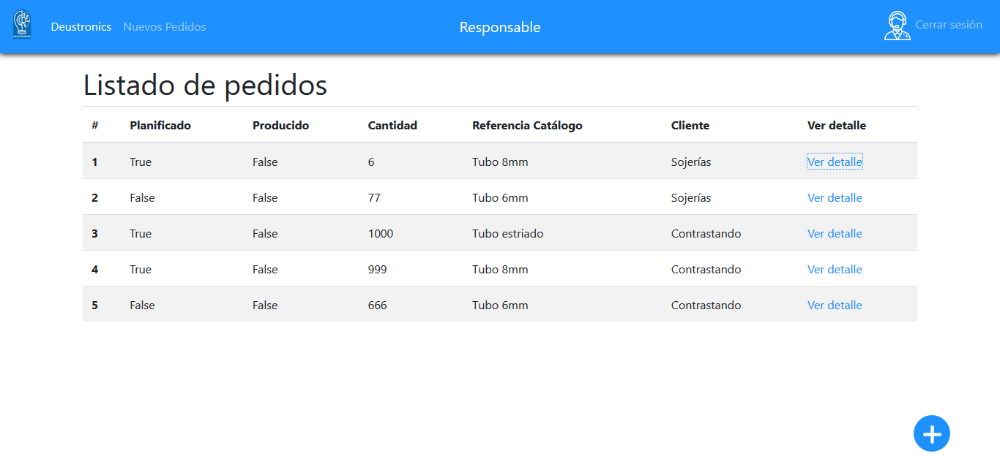 DEUSTRONICS
Deustronics Nuevos Pedidos Responsable Cerrar sesión
Listado de pedidos
# Planificado Producido Cantidad Referencia Catálogo Cliente Ver detalle
1 True False 6 Tubo 8mm Sojerías Ver detalle
2 False False 77 Tubo 6mm Sojerías Ver detalle
3 True False 1000 Tubo estriado Contrastando Ver detalle
4 True False 999 Tubo 8mm Contrastando Ver detalle
5 False False 666 Tubo 6mm Contrastando Ver detalle